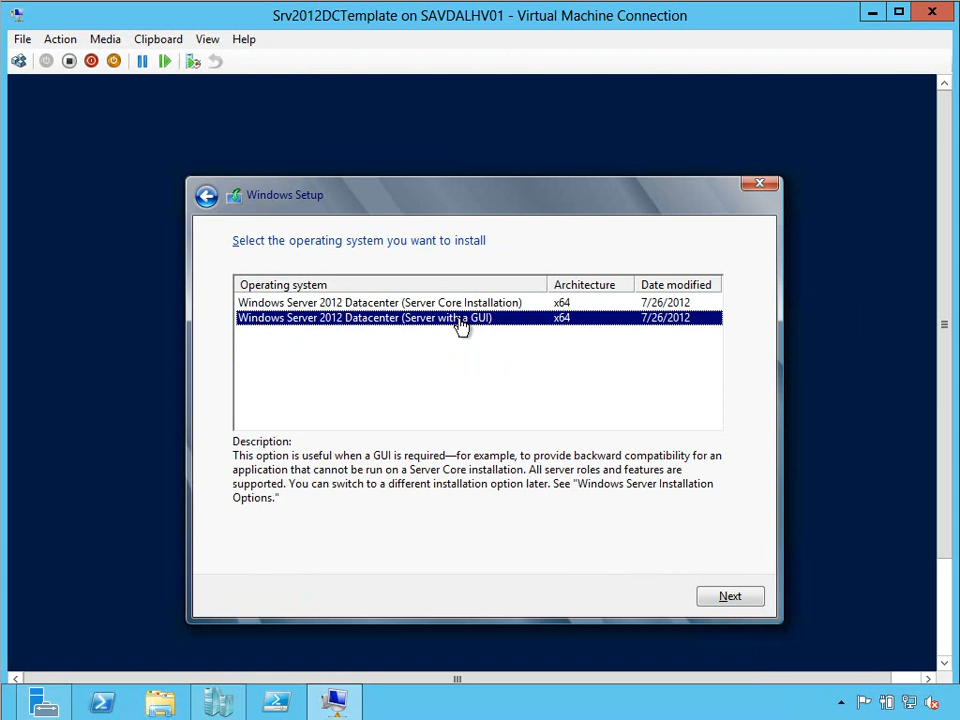 Srv2012DCTemplate on SAVDALHV01 - Virtual Machine Connection
File Action Media Clipboard View Help
Windows Setup
Select the operating system you want to install
Operating system Architecture Date modified
Windows Server 2012 Datacenter (Server Core Installation) x64 7/26/2012
Windows Server 2012 Datacenter (Server with a GUI) x64 7/26/2012
Description:
This option is useful when a GUI is required—for example, to provide backward compatibility for an
application that cannot be run on a Server Core installation. All server roles and features are
supported. You can switch to a different installation option later. See "Windows Server Installation
Options."
Next